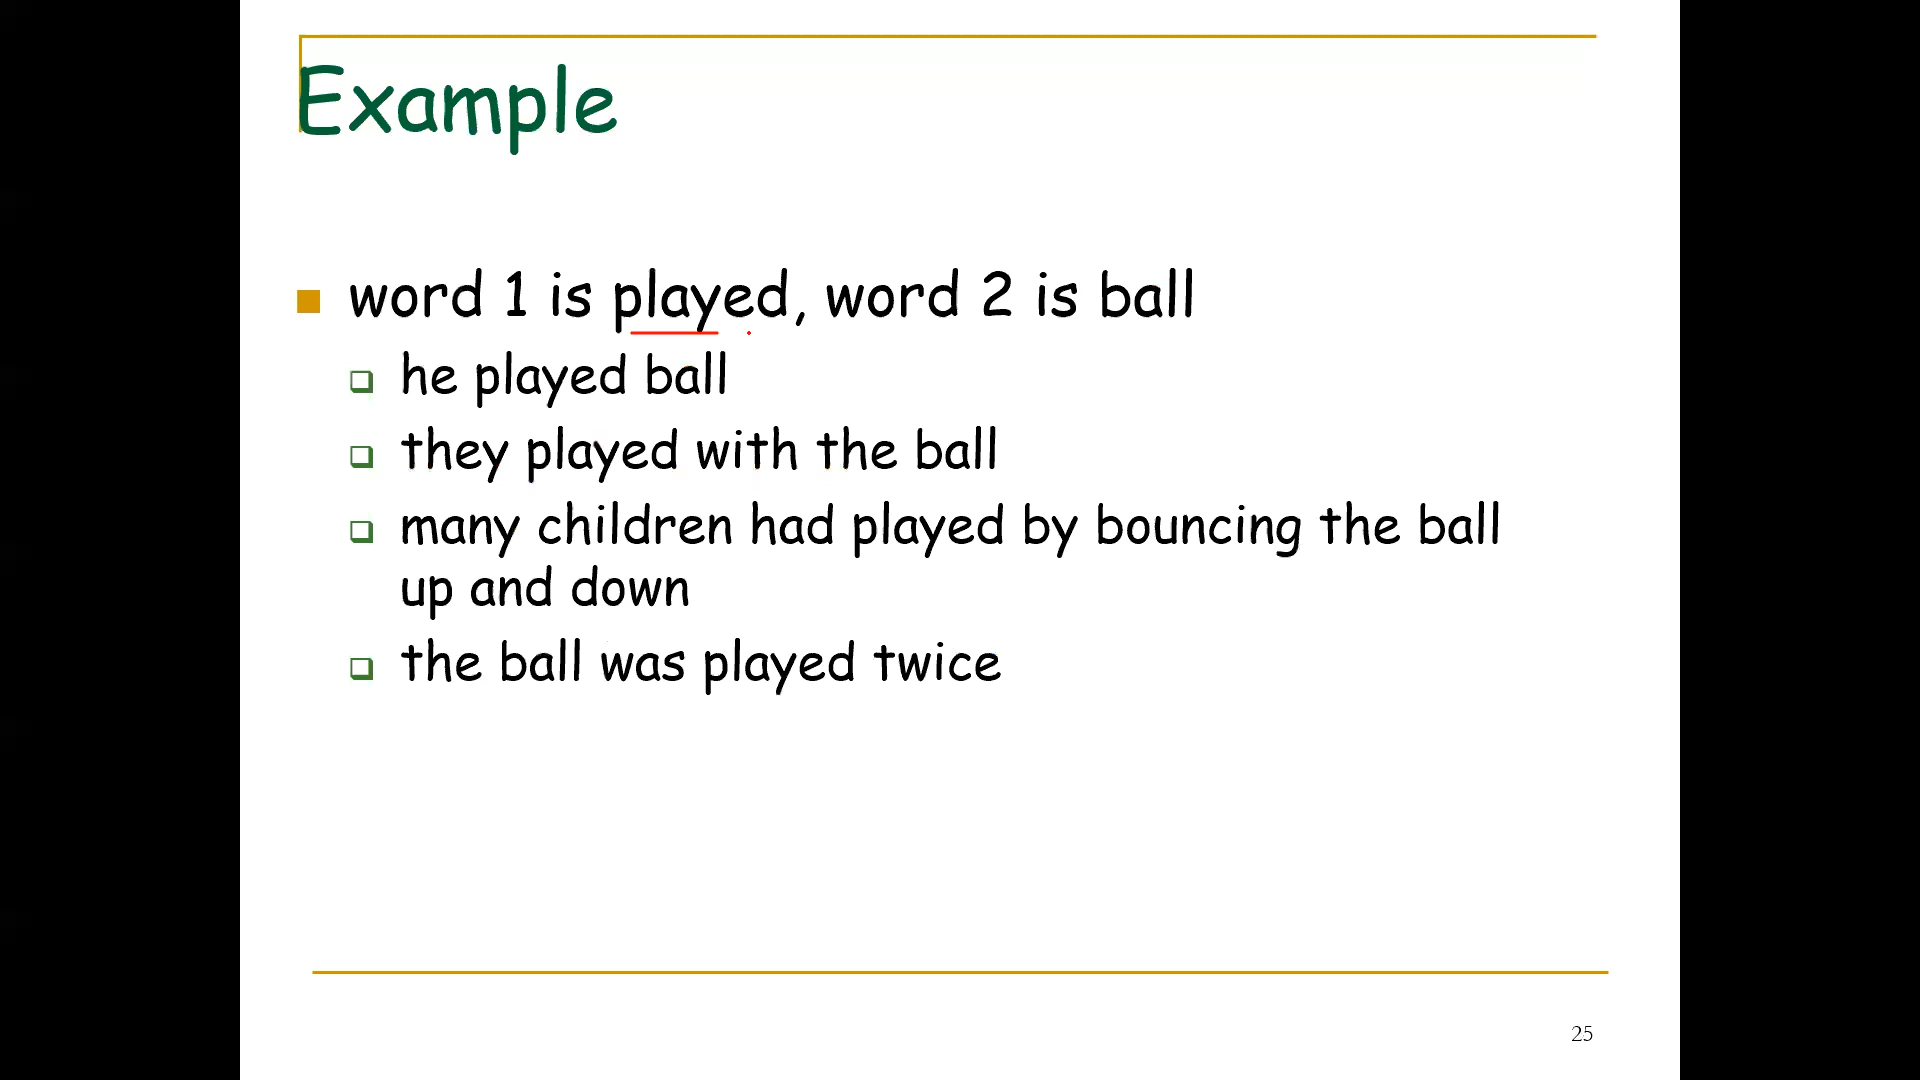 Example
word 1 is played, word 2 is ball
he played ball
they played with the ball
many children had played by bouncing the ball
up and down
the ball was played twice
25